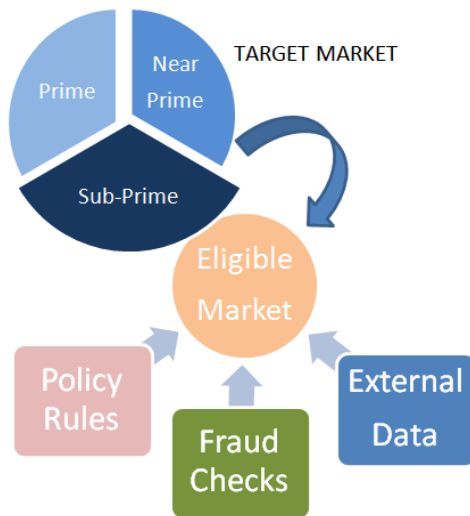 TARGET MARKET
Prime
Near
Prime
Sub-Prime
Eligible
Market
Policy
Rules
Fraud
Checks
External
Data